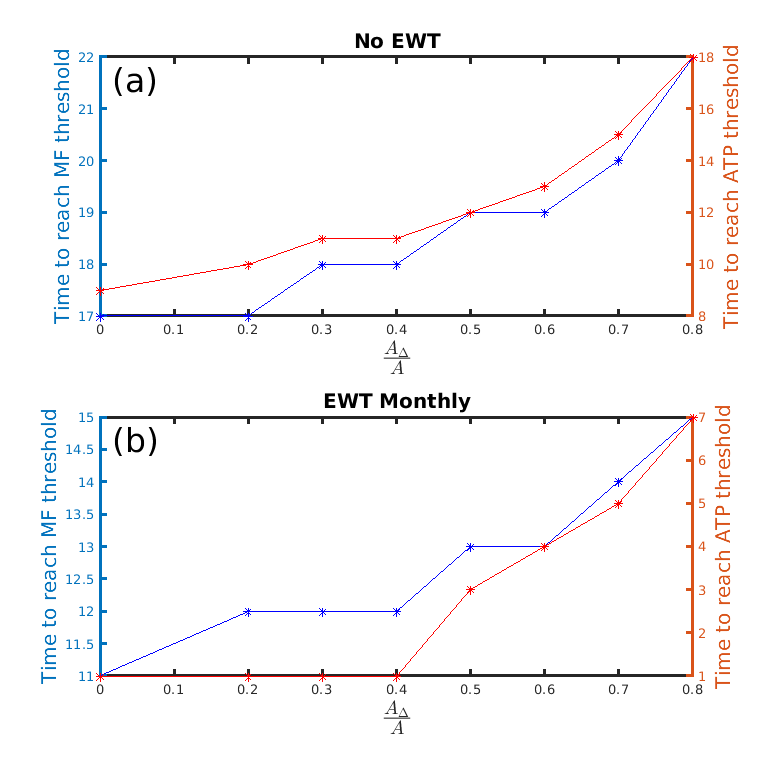 No EWT
(a)
Time to reach MF threshold
22
21
20
19
18
17
Time to reach ATP threshold
18
16
14
12
10
8
0 0.1 0.2 0.3 0.4 0.5 0.6 0.7 0.8
A_Δ
A
EWT Monthly
(b)
Time to reach MF threshold
15
14.5
14
13.5
13
12.5
12
11.5
11
Time to reach ATP threshold
7
6
5
4
3
2
1
0 0.1 0.2 0.3 0.4 0.5 0.6 0.7 0.8
A_Δ
A